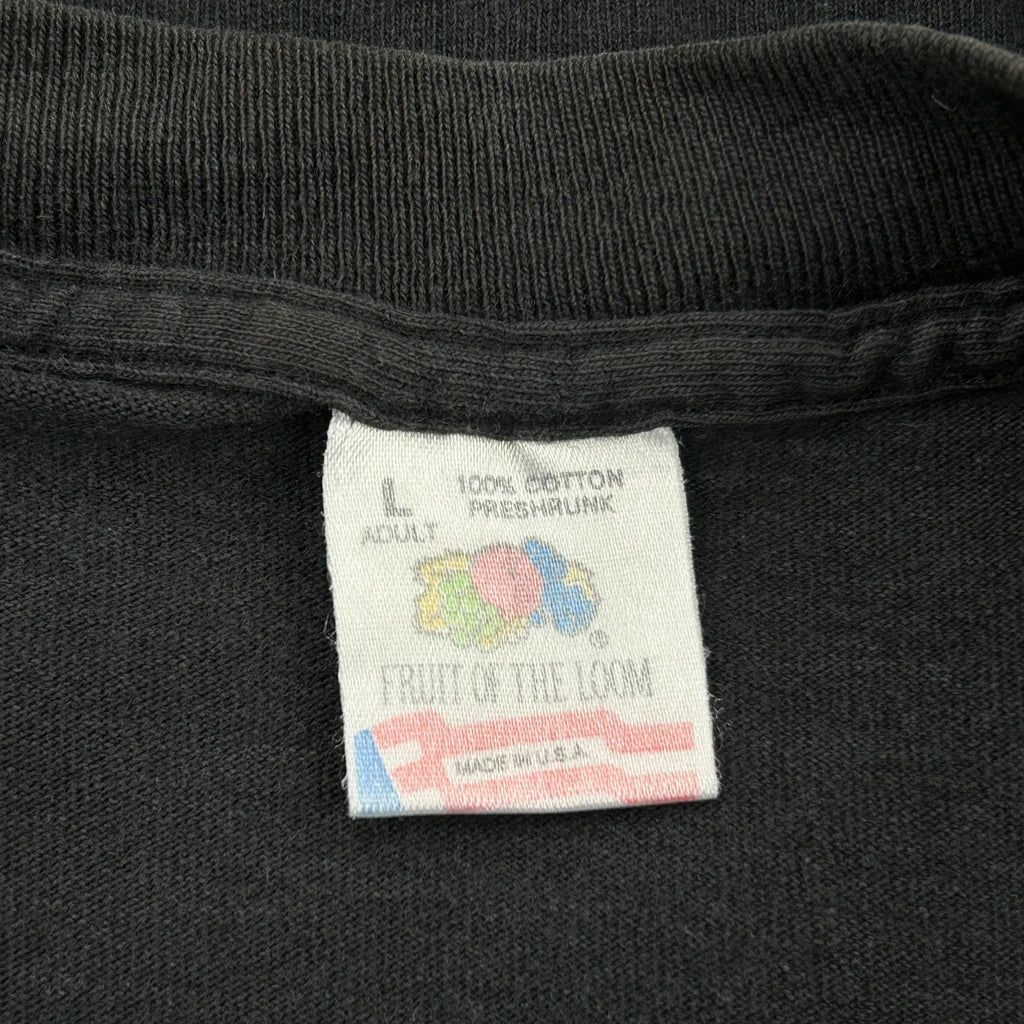 L
ADULT
100% COTTON
PRESHRUNK
®
FRUIT OF THE LOOM
MADE IN U.S.A.